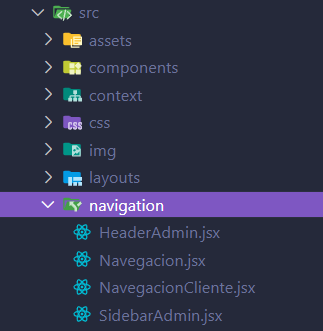 src
assets
components
context
css
img
layouts
navigation
HeaderAdmin.jsx
Navegacion.jsx
NavegacionCliente.jsx
SidebarAdmin.jsx